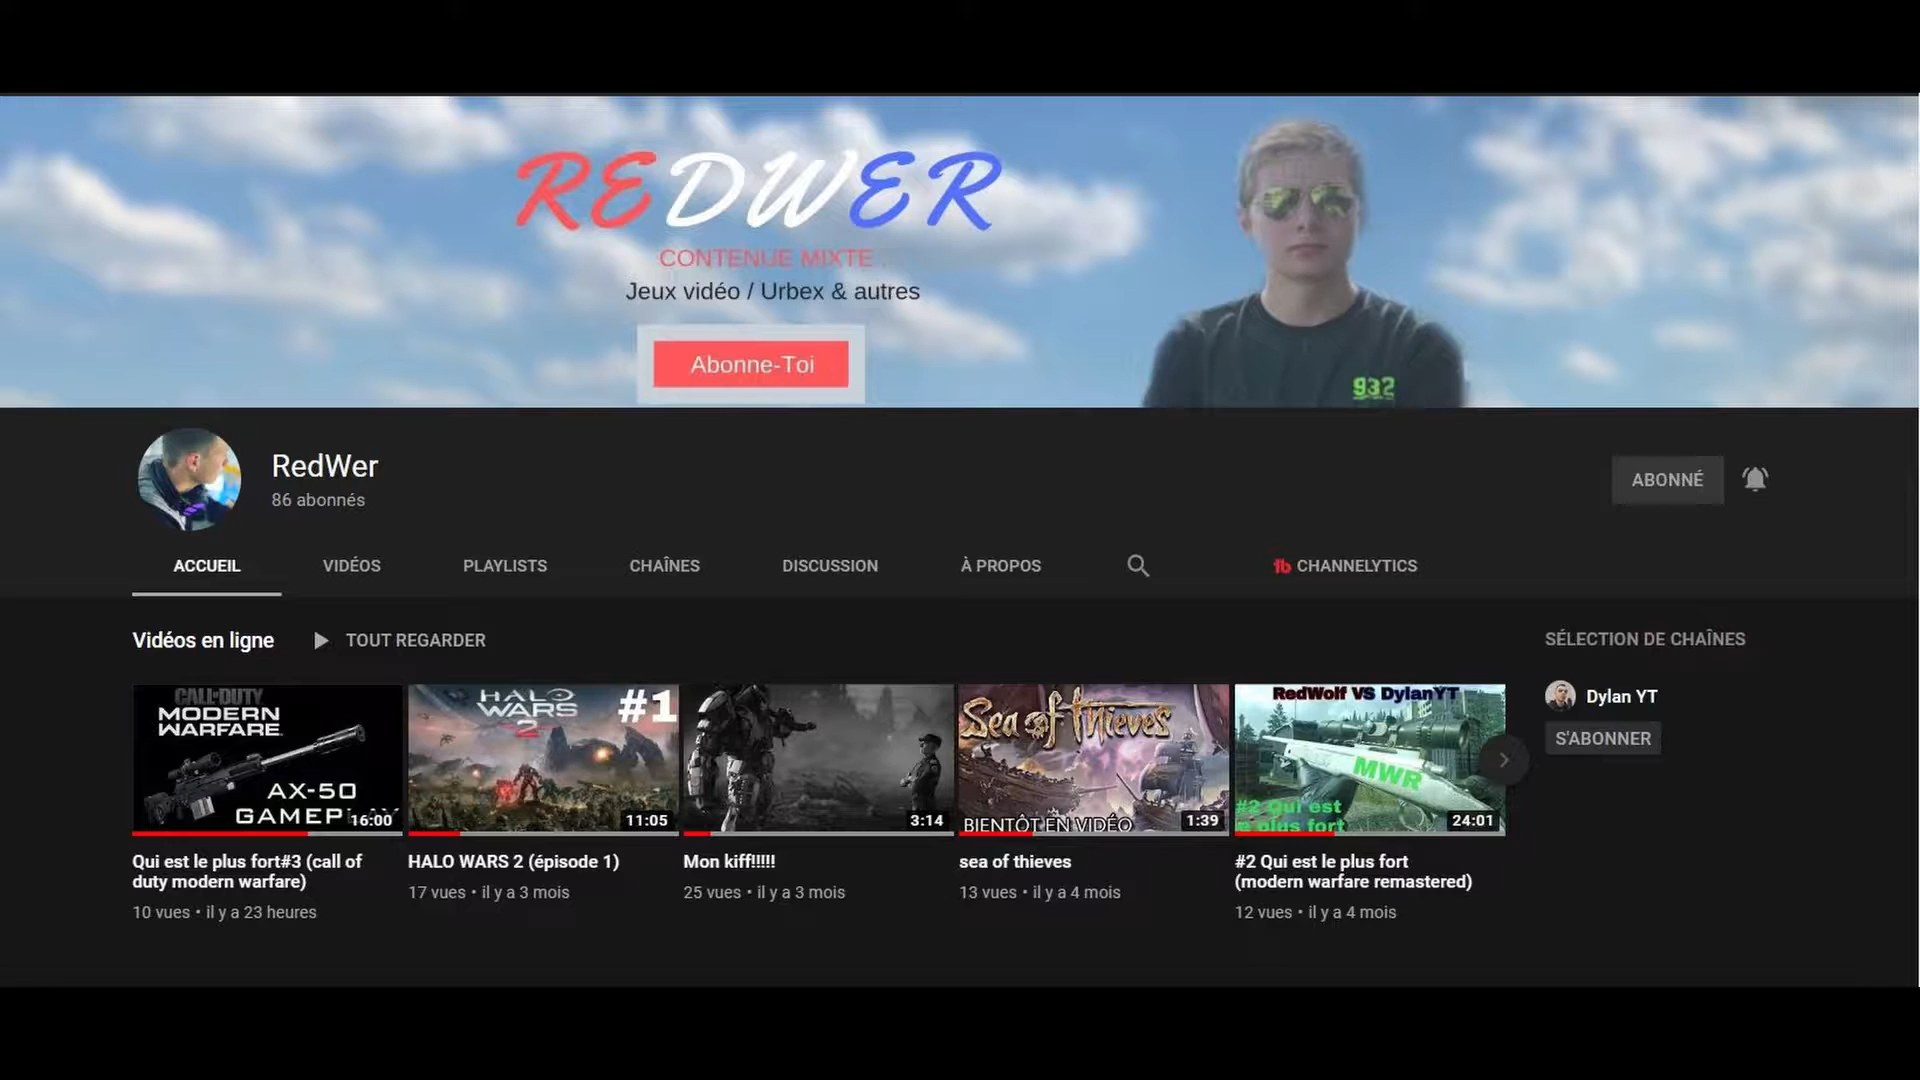 REDWER
CONTENUE MIXTE .
Jeux vidéo / Urbex & autres
Abonne-Toi
932
RedWer
86 abonnés
ABONNÉ
ACCUEIL
VIDÉOS
PLAYLISTS
CHAÎNES
DISCUSSION
À PROPOS
tb CHANNELYTICS
Vidéos en ligne
TOUT REGARDER
SÉLECTION DE CHAÎNES
CALL OF DUTY
MODERN
WARFARE
AX-50
GAMEPL
16:00
Qui est le plus fort#3 (call of
duty modern warfare)
10 vues • il y a 23 heures
HALO
WARS
2
#1
11:05
HALO WARS 2 (épisode 1)
17 vues • il y a 3 mois
3:14
Mon kiff!!!!!
25 vues • il y a 3 mois
Sea of Thieves
BIENTÔT EN VIDÉO
1:39
sea of thieves
13 vues • il y a 4 mois
RedWolf VS DylanYT
MWR
#2 Qui est
le plus fort
24:01
#2 Qui est le plus fort
(modern warfare remastered)
12 vues • il y a 4 mois
Dylan YT
S'ABONNER